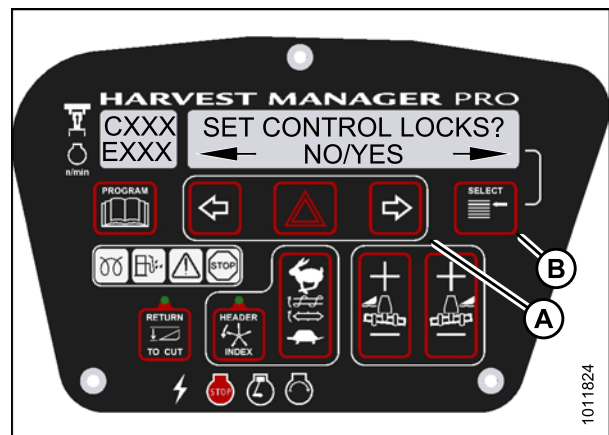 HARVEST MANAGER PRO
CXXX
EXXX
n/min
SET CONTROL LOCKS?
NO/YES
PROGRAM
SELECT
STOP
B
A
RETURN
TO CUT
HEADER
INDEX
STOP
1011824